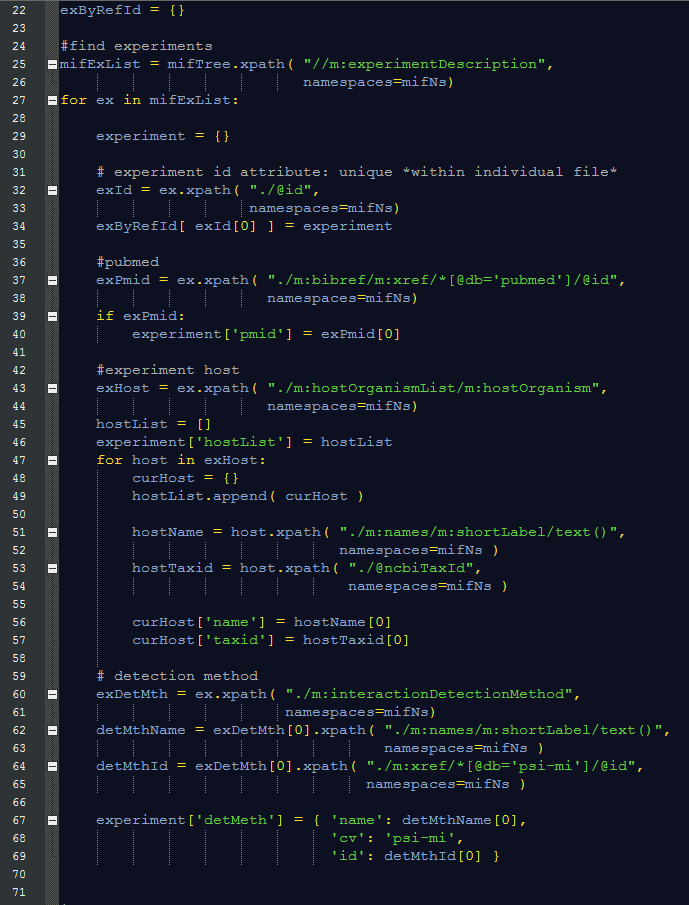 22 exByRefId = {}
23
24 #find experiments
25 mifExList = mifTree.xpath( "//m:experimentDescription",
26 namespaces=mifNs)
27 for ex in mifExList:
28
29 experiment = {}
30
31 # experiment id attribute: unique *within individual file*
32 exId = ex.xpath( "./@id",
33 namespaces=mifNs)
34 exByRefId[ exId[0] ] = experiment
35
36 #pubmed
37 exPmid = ex.xpath( "./m:bibref/m:xref/*[@db='pubmed']/@id",
38 namespaces=mifNs)
39 if exPmid:
40 experiment['pmid'] = exPmid[0]
41
42 #experiment host
43 exHost = ex.xpath( "./m:hostOrganismList/m:hostOrganism",
44 namespaces=mifNs)
45 hostList = []
46 experiment['hostList'] = hostList
47 for host in exHost:
48 curHost = {}
49 hostList.append( curHost )
50
51 hostName = host.xpath( "./m:names/m:shortLabel/text()",
52 namespaces=mifNs )
53 hostTaxid = host.xpath( "./@ncbiTaxId",
54 namespaces=mifNs )
55
56 curHost['name'] = hostName[0]
57 curHost['taxid'] = hostTaxid[0]
58
59 # detection method
60 exDetMth = ex.xpath( "./m:interactionDetectionMethod",
61 namespaces=mifNs)
62 detMthName = exDetMth[0].xpath( "./m:names/m:shortLabel/text()",
63 namespaces=mifNs )
64 detMthId = exDetMth[0].xpath( "./m:xref/*[@db='psi-mi']/@id",
65 namespaces=mifNs )
66
67 experiment['detMeth'] = { 'name': detMthName[0],
68 'cv': 'psi-mi',
69 'id': detMthId[0] }
70
71